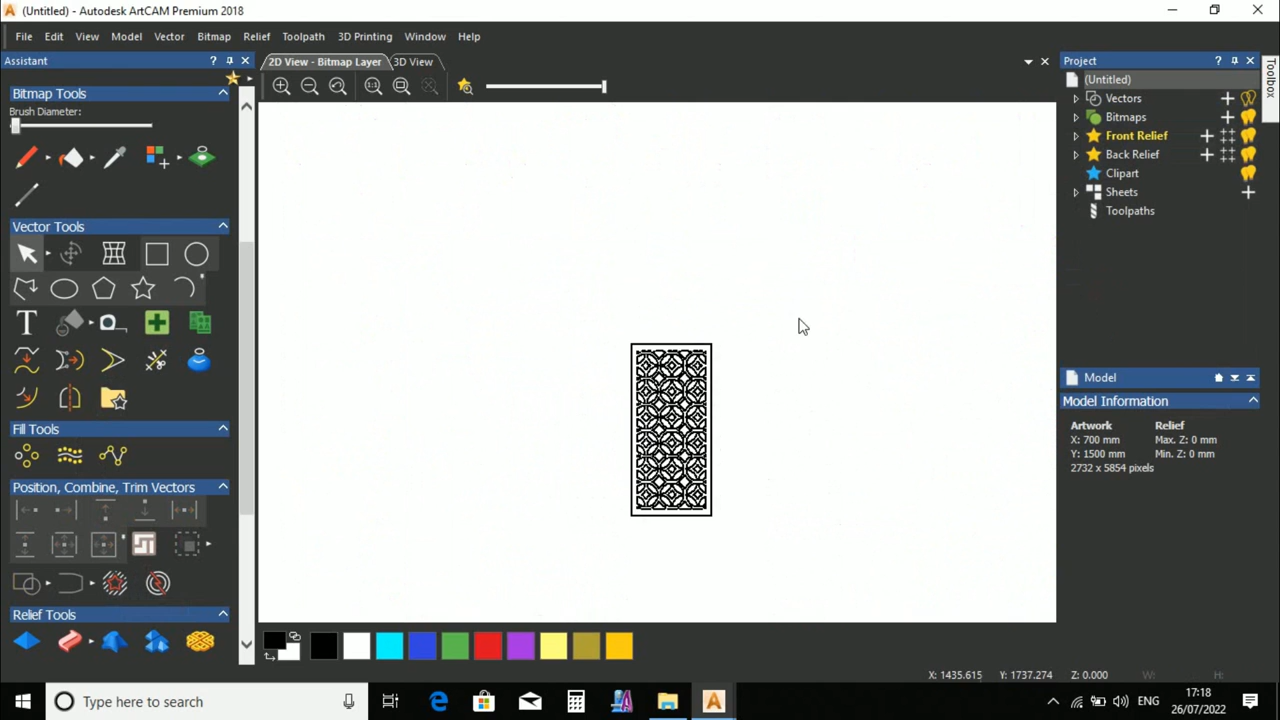 (Untitled) - Autodesk ArtCAM Premium 2018
File Edit View Model Vector Bitmap Relief Toolpath 3D Printing Window Help
Assistant
2D View - Bitmap Layer
3D View
Bitmap Tools
Brush Diameter:
Vector Tools
Fill Tools
Position, Combine, Trim Vectors
Relief Tools
Project
(Untitled)
Vectors
Bitmaps
Front Relief
Back Relief
Clipart
Sheets
Toolpaths
Toolbox
Model
Model Information
Artwork Relief
X: 700 mm Max. Z: 0 mm
Y: 1500 mm Min. Z: 0 mm
2732 x 5854 pixels
X: 1435.615 Y: 1737.274 Z: 0.000 W: H:
Type here to search
ENG
17:18
26/07/2022